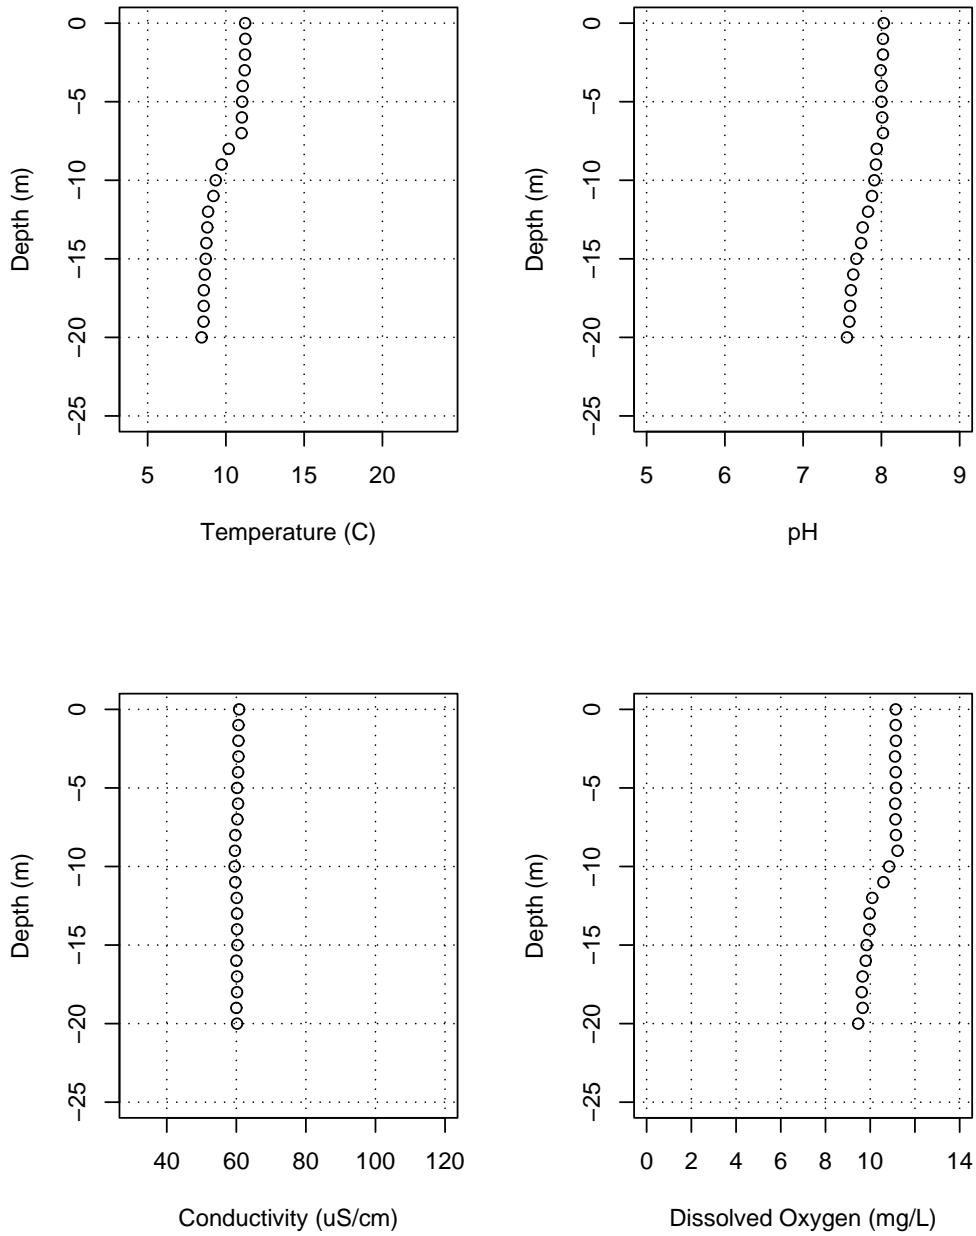 0
−5
−10
−15
−20
−25
Depth (m)
5 10 15 20
Temperature (C)
0
−5
−10
−15
−20
−25
Depth (m)
5 6 7 8 9
pH
0
−5
−10
−15
−20
−25
Depth (m)
40 60 80 100 120
Conductivity (uS/cm)
0
−5
−10
−15
−20
−25
Depth (m)
0 2 4 6 8 10 14
Dissolved Oxygen (mg/L)